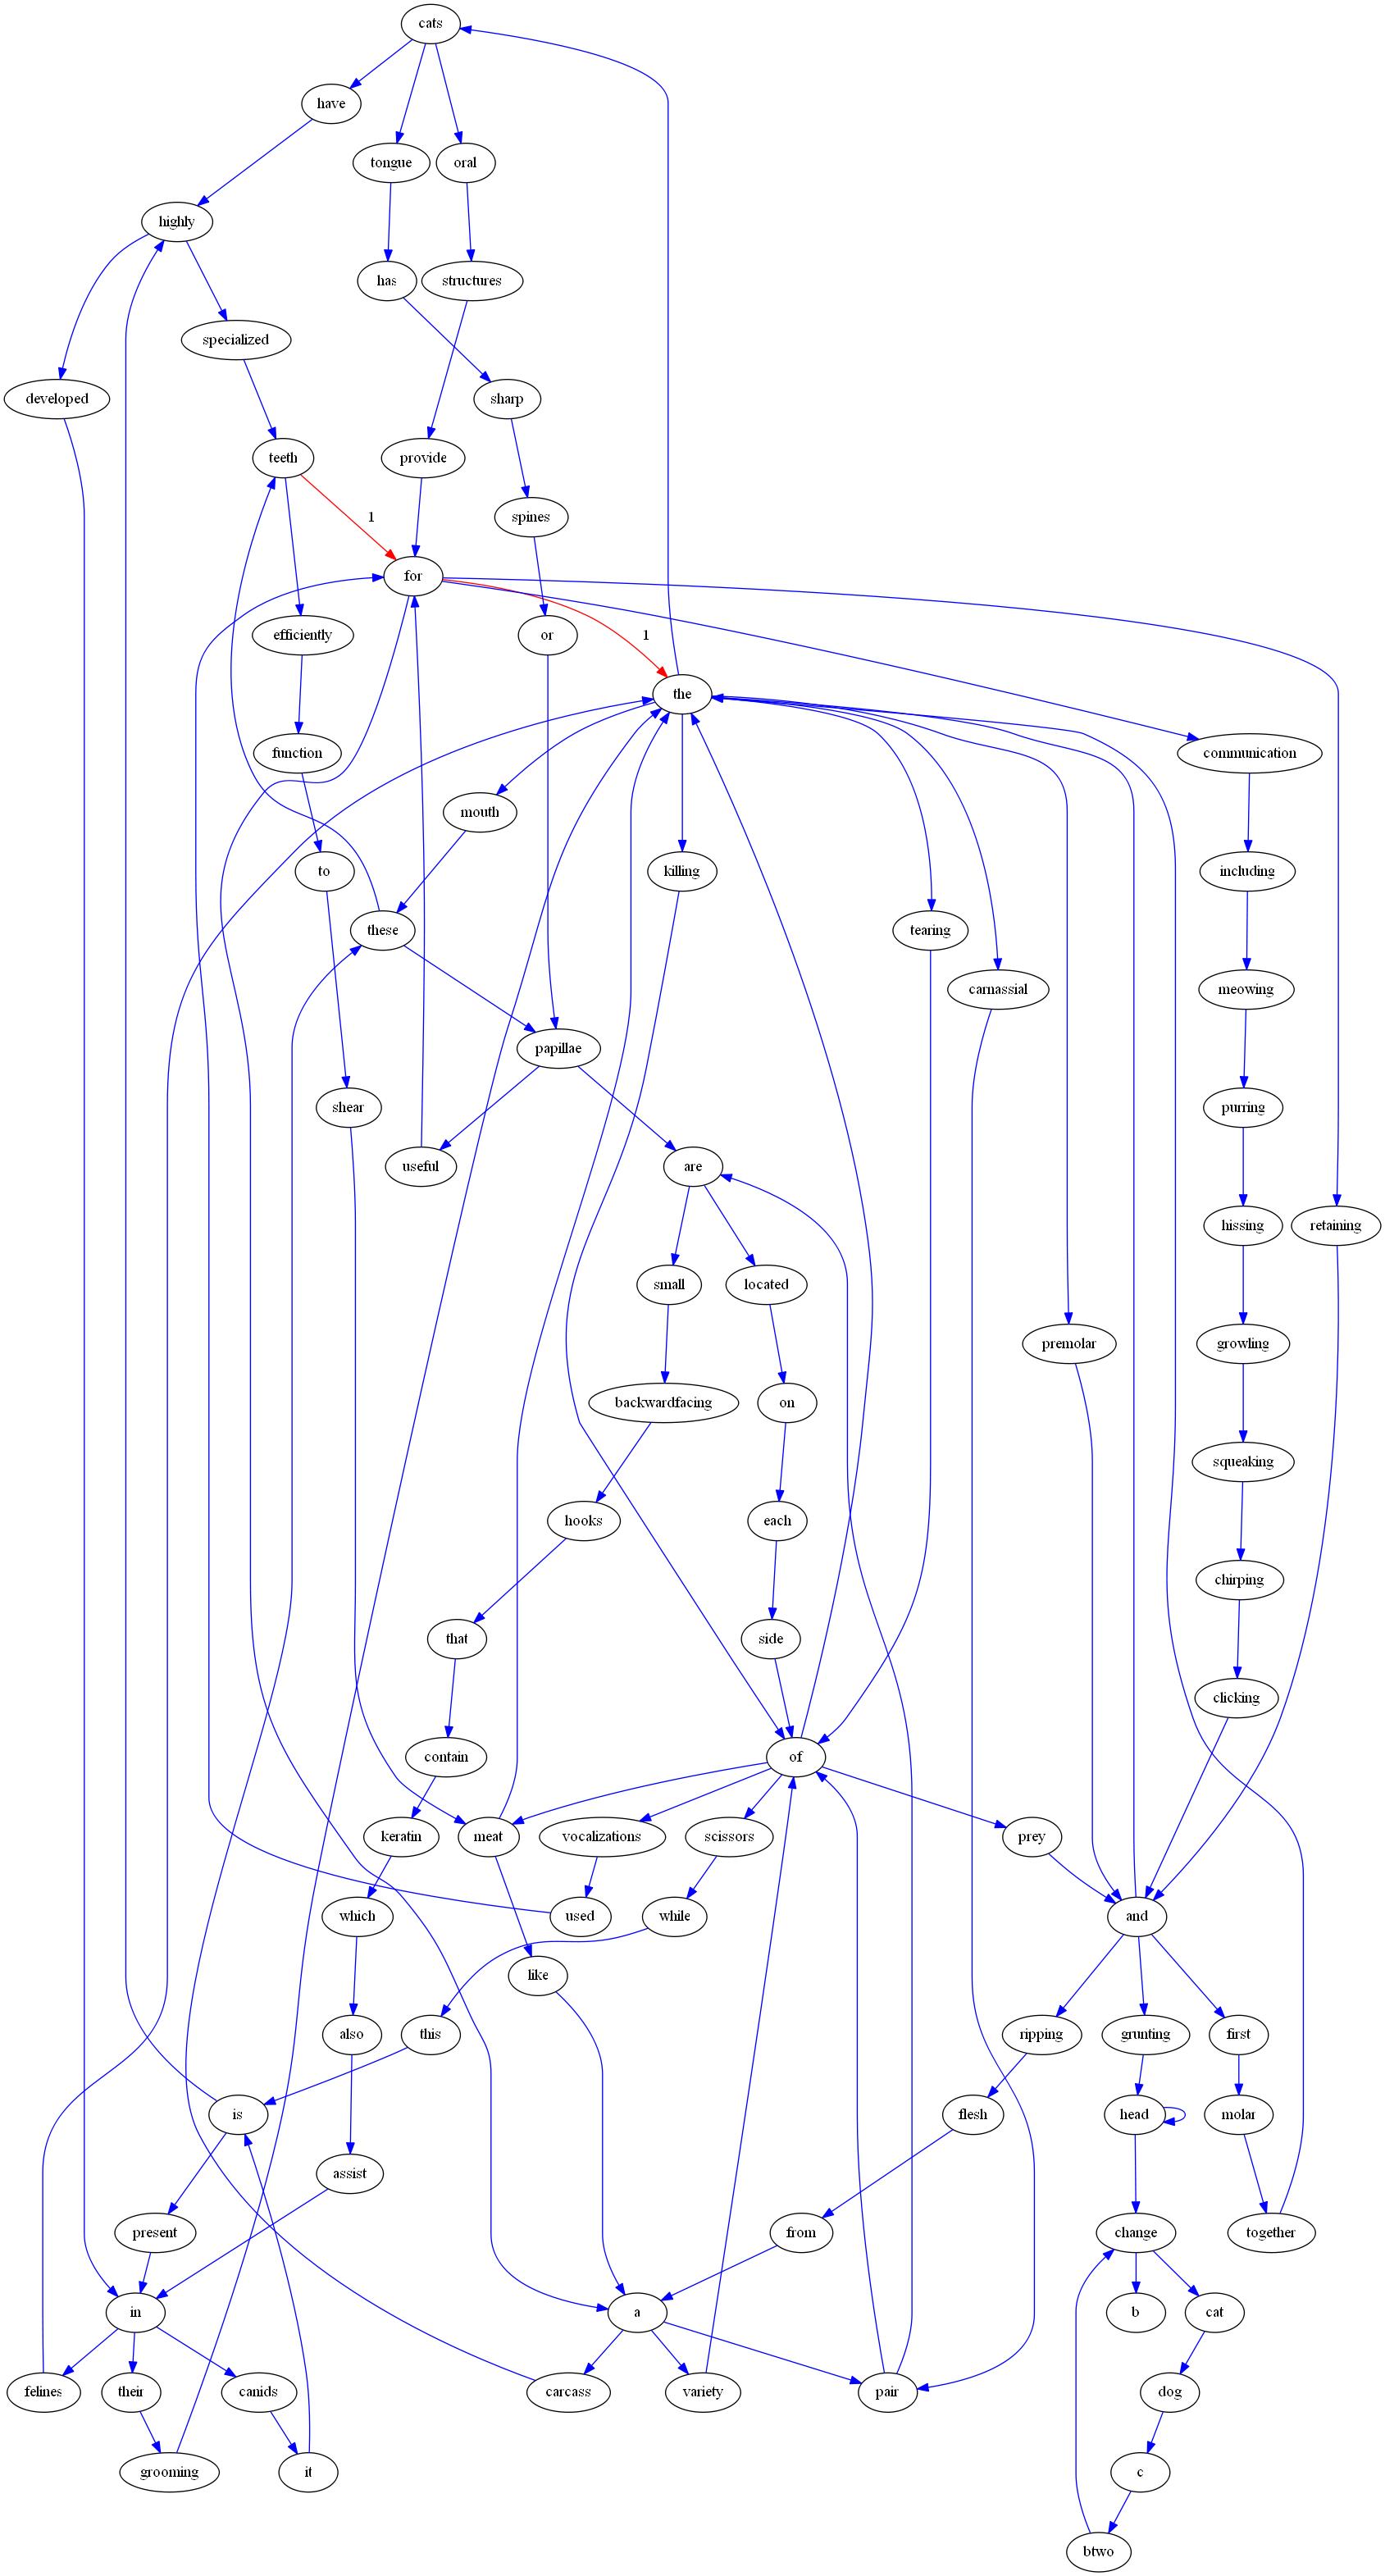 cats
have
tongue
oral
highly
has
structures
specialized
developed
sharp
teeth
provide
spines
1
for
efficiently
or
1
the
function
communication
mouth
to
killing
including
these
tearing
carnassial
meowing
papillae
shear
purring
useful
are
hissing
retaining
small
located
premolar
growling
backwardfacing
on
squeaking
hooks
each
chirping
that
side
clicking
contain
of
keratin
meat
vocalizations
scissors
prey
which
used
while
and
like
also
this
ripping
grunting
first
is
flesh
head
molar
assist
present
from
change
together
in
a
b
cat
felines
their
canids
carcass
variety
pair
dog
grooming
it
c
btwo